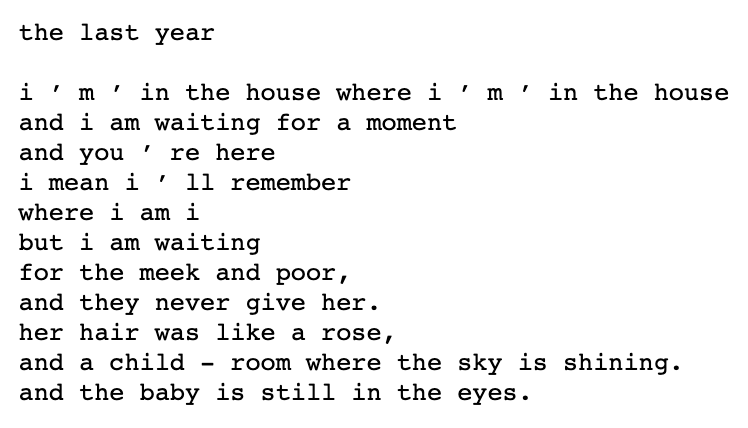 the last year

i ’ m ’ in the house where i ’ m ’ in the house
and i am waiting for a moment
and you ’ re here
i mean i ’ ll remember
where i am i
but i am waiting
for the meek and poor,
and they never give her.
her hair was like a rose,
and a child – room where the sky is shining.
and the baby is still in the eyes.